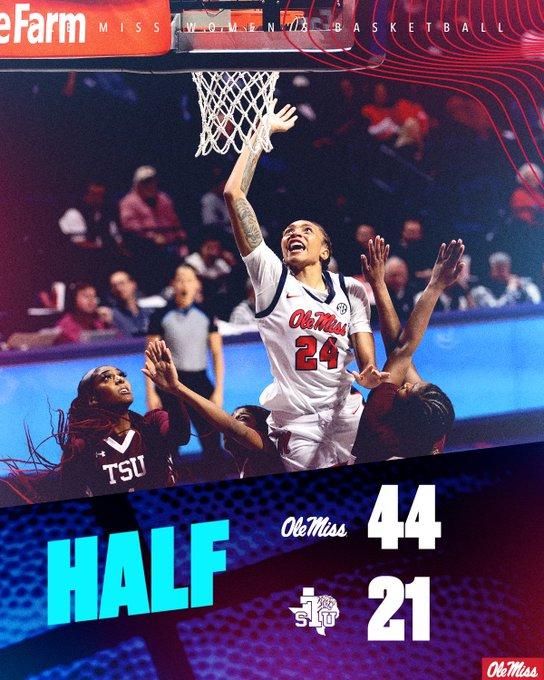 eFarm
MISS WOMEN'S BASKETBALL
Ole Miss
24
TSU
HALF
Ole Miss
44
TSU
21
Ole Miss